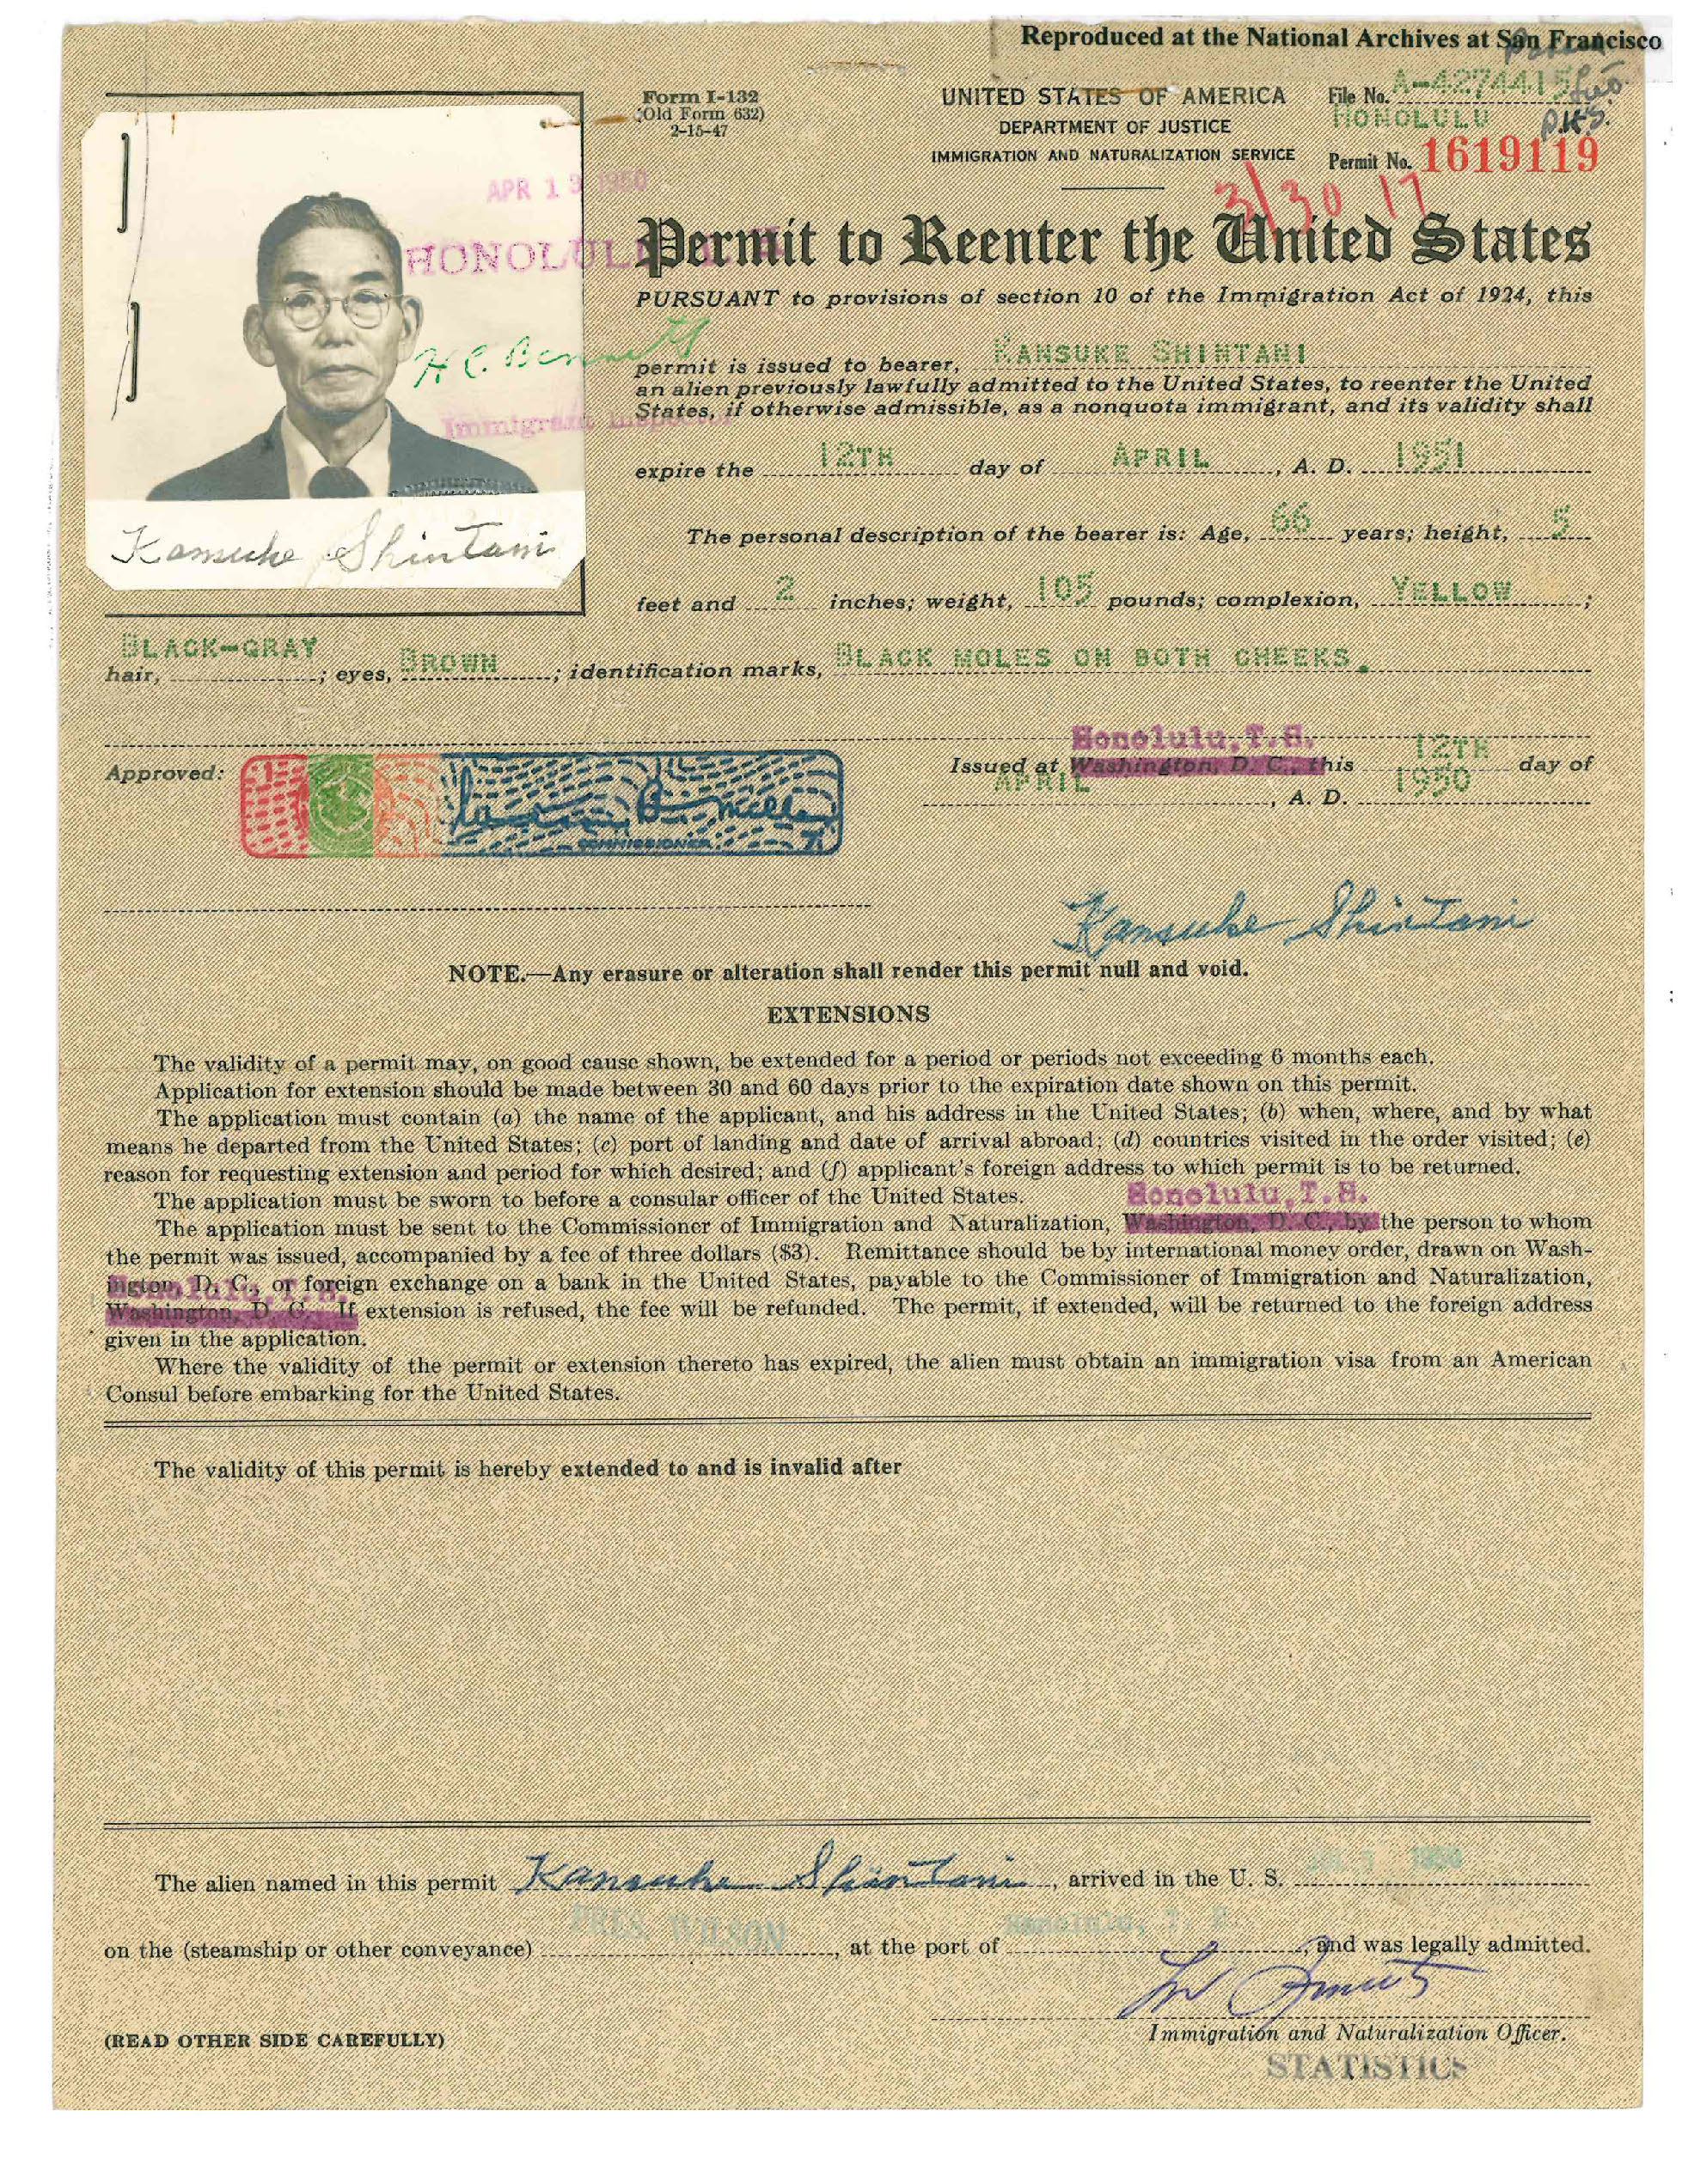 Reproduced at the National Archives at San Francisco
Form I-132
(Old Form 632)
2-15-47
UNITED STATES OF AMERICA
DEPARTMENT OF JUSTICE
IMMIGRATION AND NATURALIZATION SERVICE
File No. A-4274415
HONOLULU
P.K.S.
Permit No. 1619119
3/30 17
APR 13 1950
HONOLULU, T. H.
H. C. Bennett
Immigrant Inspector
Kansuke Shintani
Permit to Reenter the United States
PURSUANT to provisions of section 10 of the Immigration Act of 1924, this
permit is issued to bearer, KANSUKE SHINTANI
an alien previously lawfully admitted to the United States, to reenter the United
States, if otherwise admissible, as a nonquota immigrant, and its validity shall
expire the 12TH day of APRIL, A. D. 1951
The personal description of the bearer is: Age, 66 years; height, 5
feet and 2 inches; weight, 105 pounds; complexion, YELLOW;
hair, BLACK-GRAY; eyes, BROWN; identification marks, BLACK MOLES ON BOTH CHEEKS.
Honolulu, T.H.
Approved: COMMISSIONER
Issued at Washington, D. C., this 12TH day of
APRIL, A. D. 1950
Kansuke Shintani
NOTE.—Any erasure or alteration shall render this permit null and void.
EXTENSIONS
The validity of a permit may, on good cause shown, be extended for a period or periods not exceeding 6 months each.
Application for extension should be made between 30 and 60 days prior to the expiration date shown on this permit.
The application must contain (a) the name of the applicant, and his address in the United States; (b) when, where, and by what
means he departed from the United States; (c) port of landing and date of arrival abroad; (d) countries visited in the order visited; (e)
reason for requesting extension and period for which desired; and (f) applicant's foreign address to which permit is to be returned.
The application must be sworn to before a consular officer of the United States.
Honolulu, T.H.
The application must be sent to the Commissioner of Immigration and Naturalization, Washington, D. C., by the person to whom
the permit was issued, accompanied by a fee of three dollars ($3). Remittance should be by international money order, drawn on Wash-
ington, D. C., or foreign exchange on a bank in the United States, payable to the Commissioner of Immigration and Naturalization,
Honolulu, T.H.
Washington, D. C. If extension is refused, the fee will be refunded. The permit, if extended, will be returned to the foreign address
given in the application.
Where the validity of the permit or extension thereto has expired, the alien must obtain an immigration visa from an American
Consul before embarking for the United States.
The validity of this permit is hereby extended to and is invalid after
The alien named in this permit Kansuke Shintani, arrived in the U. S. 1950
on the (steamship or other conveyance) PRES. WILSON, at the port of Honolulu, T. H., and was legally admitted.
Immigration and Naturalization Officer.
(READ OTHER SIDE CAREFULLY)
STATISTICS